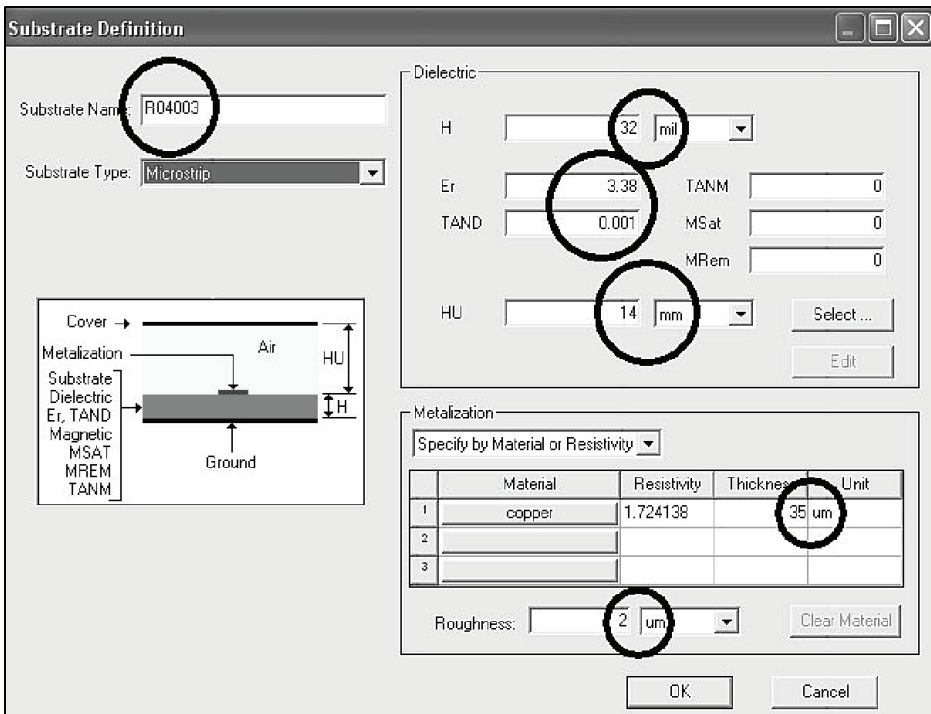 Substrate Definition
Substrate Name: R04003
Substrate Type: Microstrip
Cover
Metalization
Substrate
Dielectric
Er, TAND
Magnetic
MSAT
MREM
TANM
Air
HU
H
Ground
Dielectric
H 32 mil
Er 3.38 TANM 0
TAND 0.001 MSat 0
MRem 0
HU 14 mm Select ...
Edit
Metalization
Specify by Material or Resistivity
Material Resistivity Thickness Unit
1 copper 1.724138 35 um
2
3
Roughness: 2 um Clear Material
OK Cancel